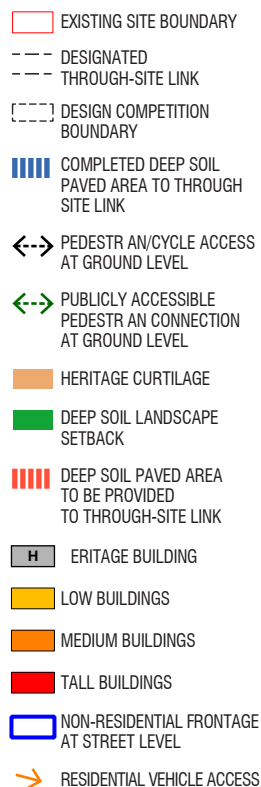 EXISTING SITE BOUNDARY
DESIGNATED
THROUGH-SITE LINK
DESIGN COMPETITION
BOUNDARY
COMPLETED DEEP SOIL
PAVED AREA TO THROUGH
SITE LINK
PEDESTR AN/CYCLE ACCESS
AT GROUND LEVEL
PUBLICLY ACCESSIBLE
PEDESTR AN CONNECTION
AT GROUND LEVEL
HERITAGE CURTILAGE
DEEP SOIL LANDSCAPE
SETBACK
DEEP SOIL PAVED AREA
TO BE PROVIDED
TO THROUGH-SITE LINK
H ERITAGE BUILDING
LOW BUILDINGS
MEDIUM BUILDINGS
TALL BUILDINGS
NON-RESIDENTIAL FRONTAGE
AT STREET LEVEL
RESIDENTIAL VEHICLE ACCESS